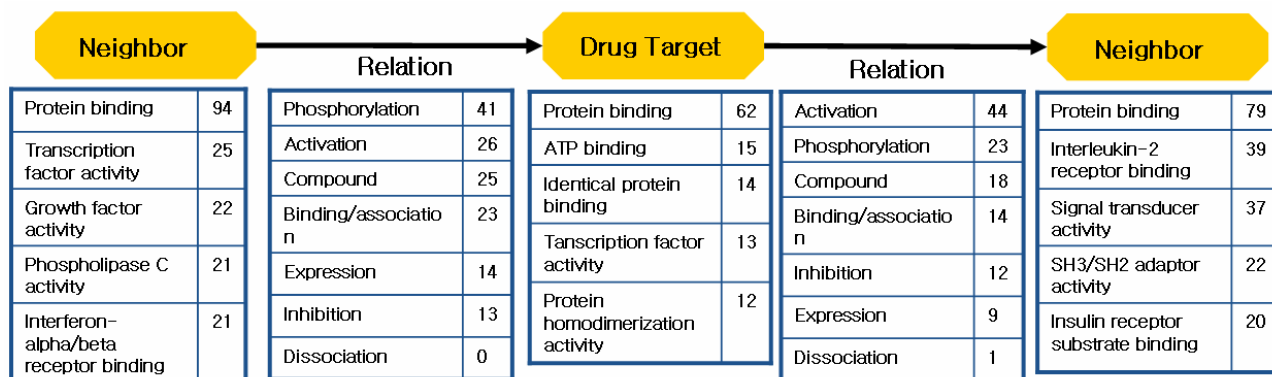 Neighbor
Drug Target
Neighbor
Relation
Relation
Protein binding 94
Transcription
factor activity 25
Growth factor
activity 22
Phospholipase C
activity 21
Interferon-
alpha/beta
receptor binding 21
Phosphorylation 41
Activation 26
Compound 25
Binding/associatio
n 23
Expression 14
Inhibition 13
Dissociation 0
Protein binding 62
ATP binding 15
Identical protein
binding 14
Tanscription factor
activity 13
Protein
homodimerization
activity 12
Activation 44
Phosphorylation 23
Compound 18
Binding/associatio
n 14
Inhibition 12
Expression 9
Dissociation 1
Protein binding 79
Interleukin-2
receptor binding 39
Signal transducer
activity 37
SH3/SH2 adaptor
activity 22
Insulin receptor
substrate binding 20